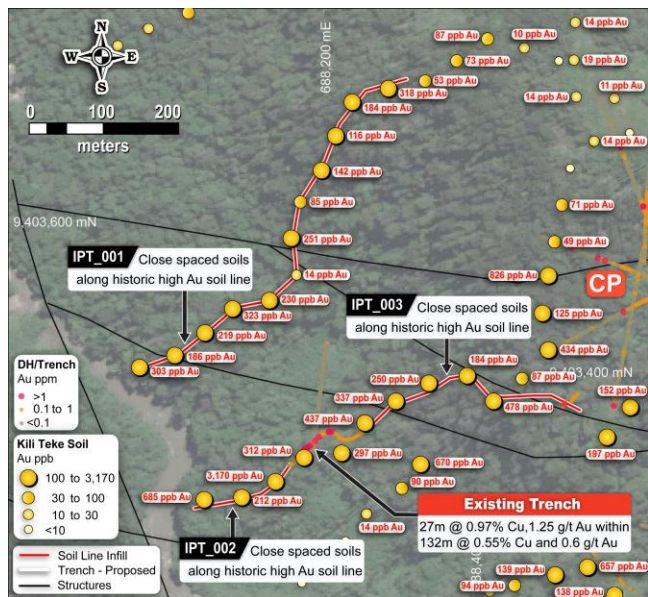 N
W E
S
0 100 200
meters
688,200 mE
87 ppb Au
10 ppb Au
14 ppb Au
73 ppb Au
19 ppb Au
53 ppb Au
318 ppb Au
184 ppb Au
14 ppb Au
11 ppb Au
116 ppb Au
14 ppb Au
142 ppb Au
85 ppb Au
71 ppb Au
9,403,600 mN
251 ppb Au
49 ppb Au
IPT_001 Close spaced soils
along historic high Au soil line
14 ppb Au
826 ppb Au
CP
230 ppb Au
IPT_003 Close spaced soils
along historic high Au soil line
323 ppb Au
125 ppb Au
219 ppb Au
186 ppb Au
303 ppb Au
434 ppb Au
184 ppb Au
9,403,400 mN
250 ppb Au
87 ppb Au
152 ppb Au
337 ppb Au
478 ppb Au
437 ppb Au
197 ppb Au
312 ppb Au
297 ppb Au
670 ppb Au
3,170 ppb Au
90 ppb Au
685 ppb Au
212 ppb Au
14 ppb Au
DH/Trench
Au ppm
>1
0.1 to 1
<0.1
Kili Teke Soil
Au ppb
100 to 3,170
30 to 100
10 to 30
<10
Soil Line Infill
Trench - Proposed
Structures
Existing Trench
27m @ 0.97% Cu,1.25 g/t Au within
132m @ 0.55% Cu and 0.6 g/t Au
IPT_002 Close spaced soils
along historic high Au soil line
139 ppb Au
657 ppb Au
94 ppb Au
138 ppb Au